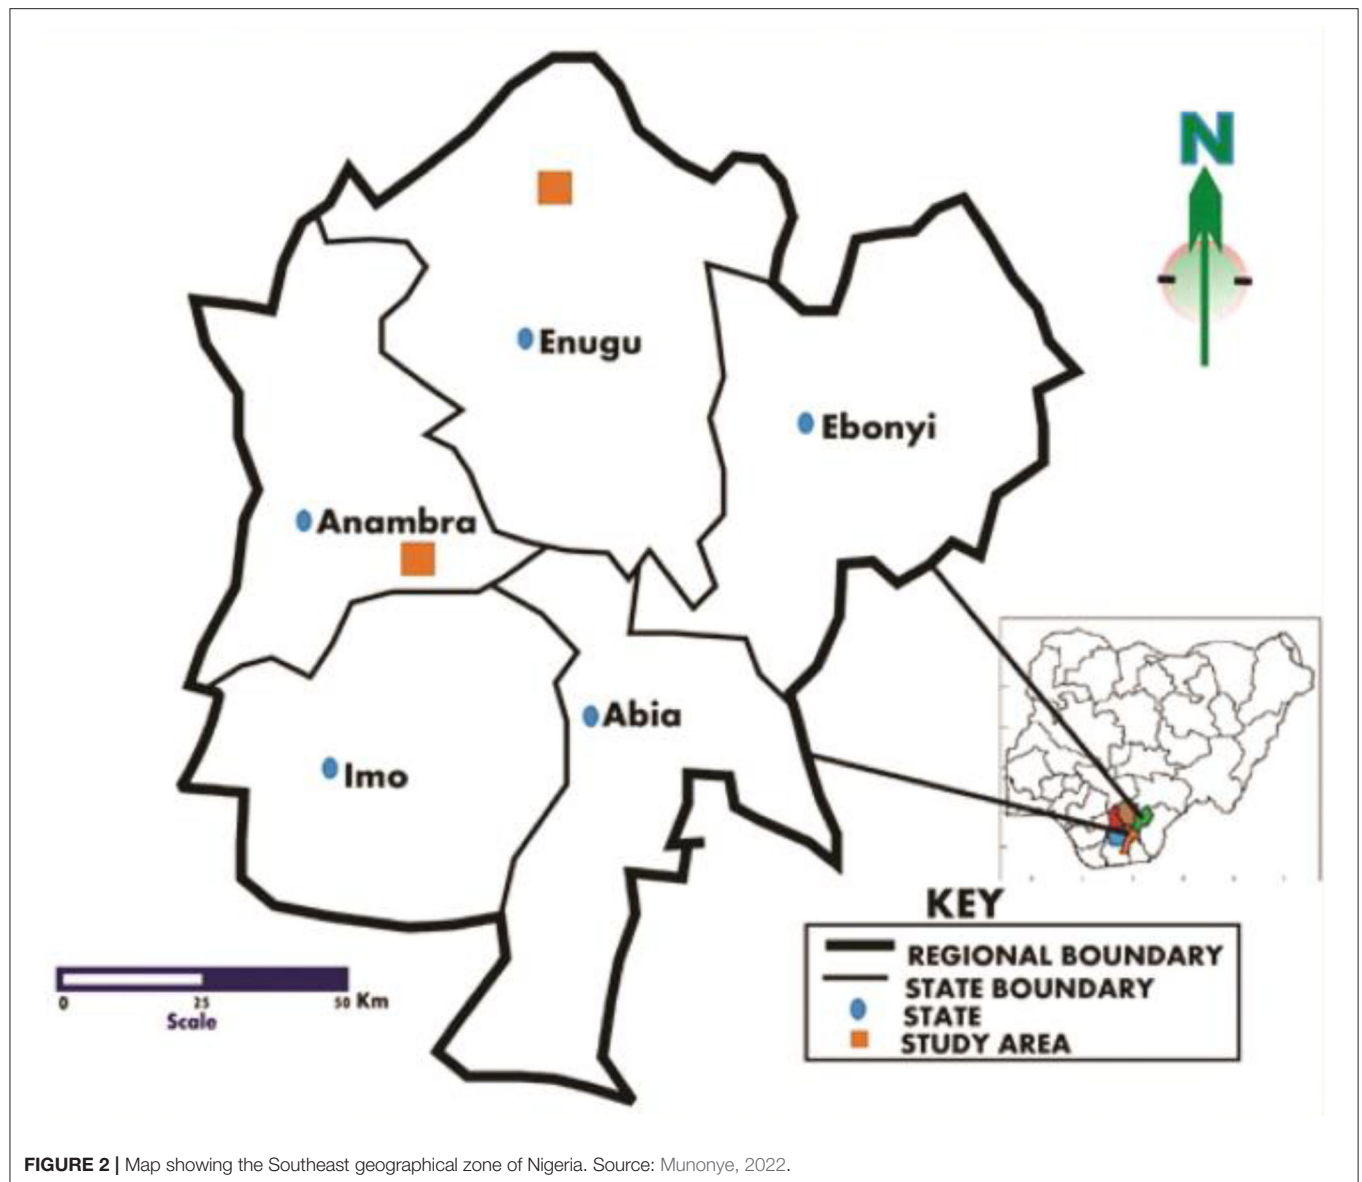 N
Enugu
Ebonyi
Anambra
Abia
Imo
KEY
REGIONAL BOUNDARY
STATE BOUNDARY
STATE
STUDY AREA
0 25 50 Km
Scale
FIGURE 2 | Map showing the Southeast geographical zone of Nigeria. Source: Munonye, 2022.